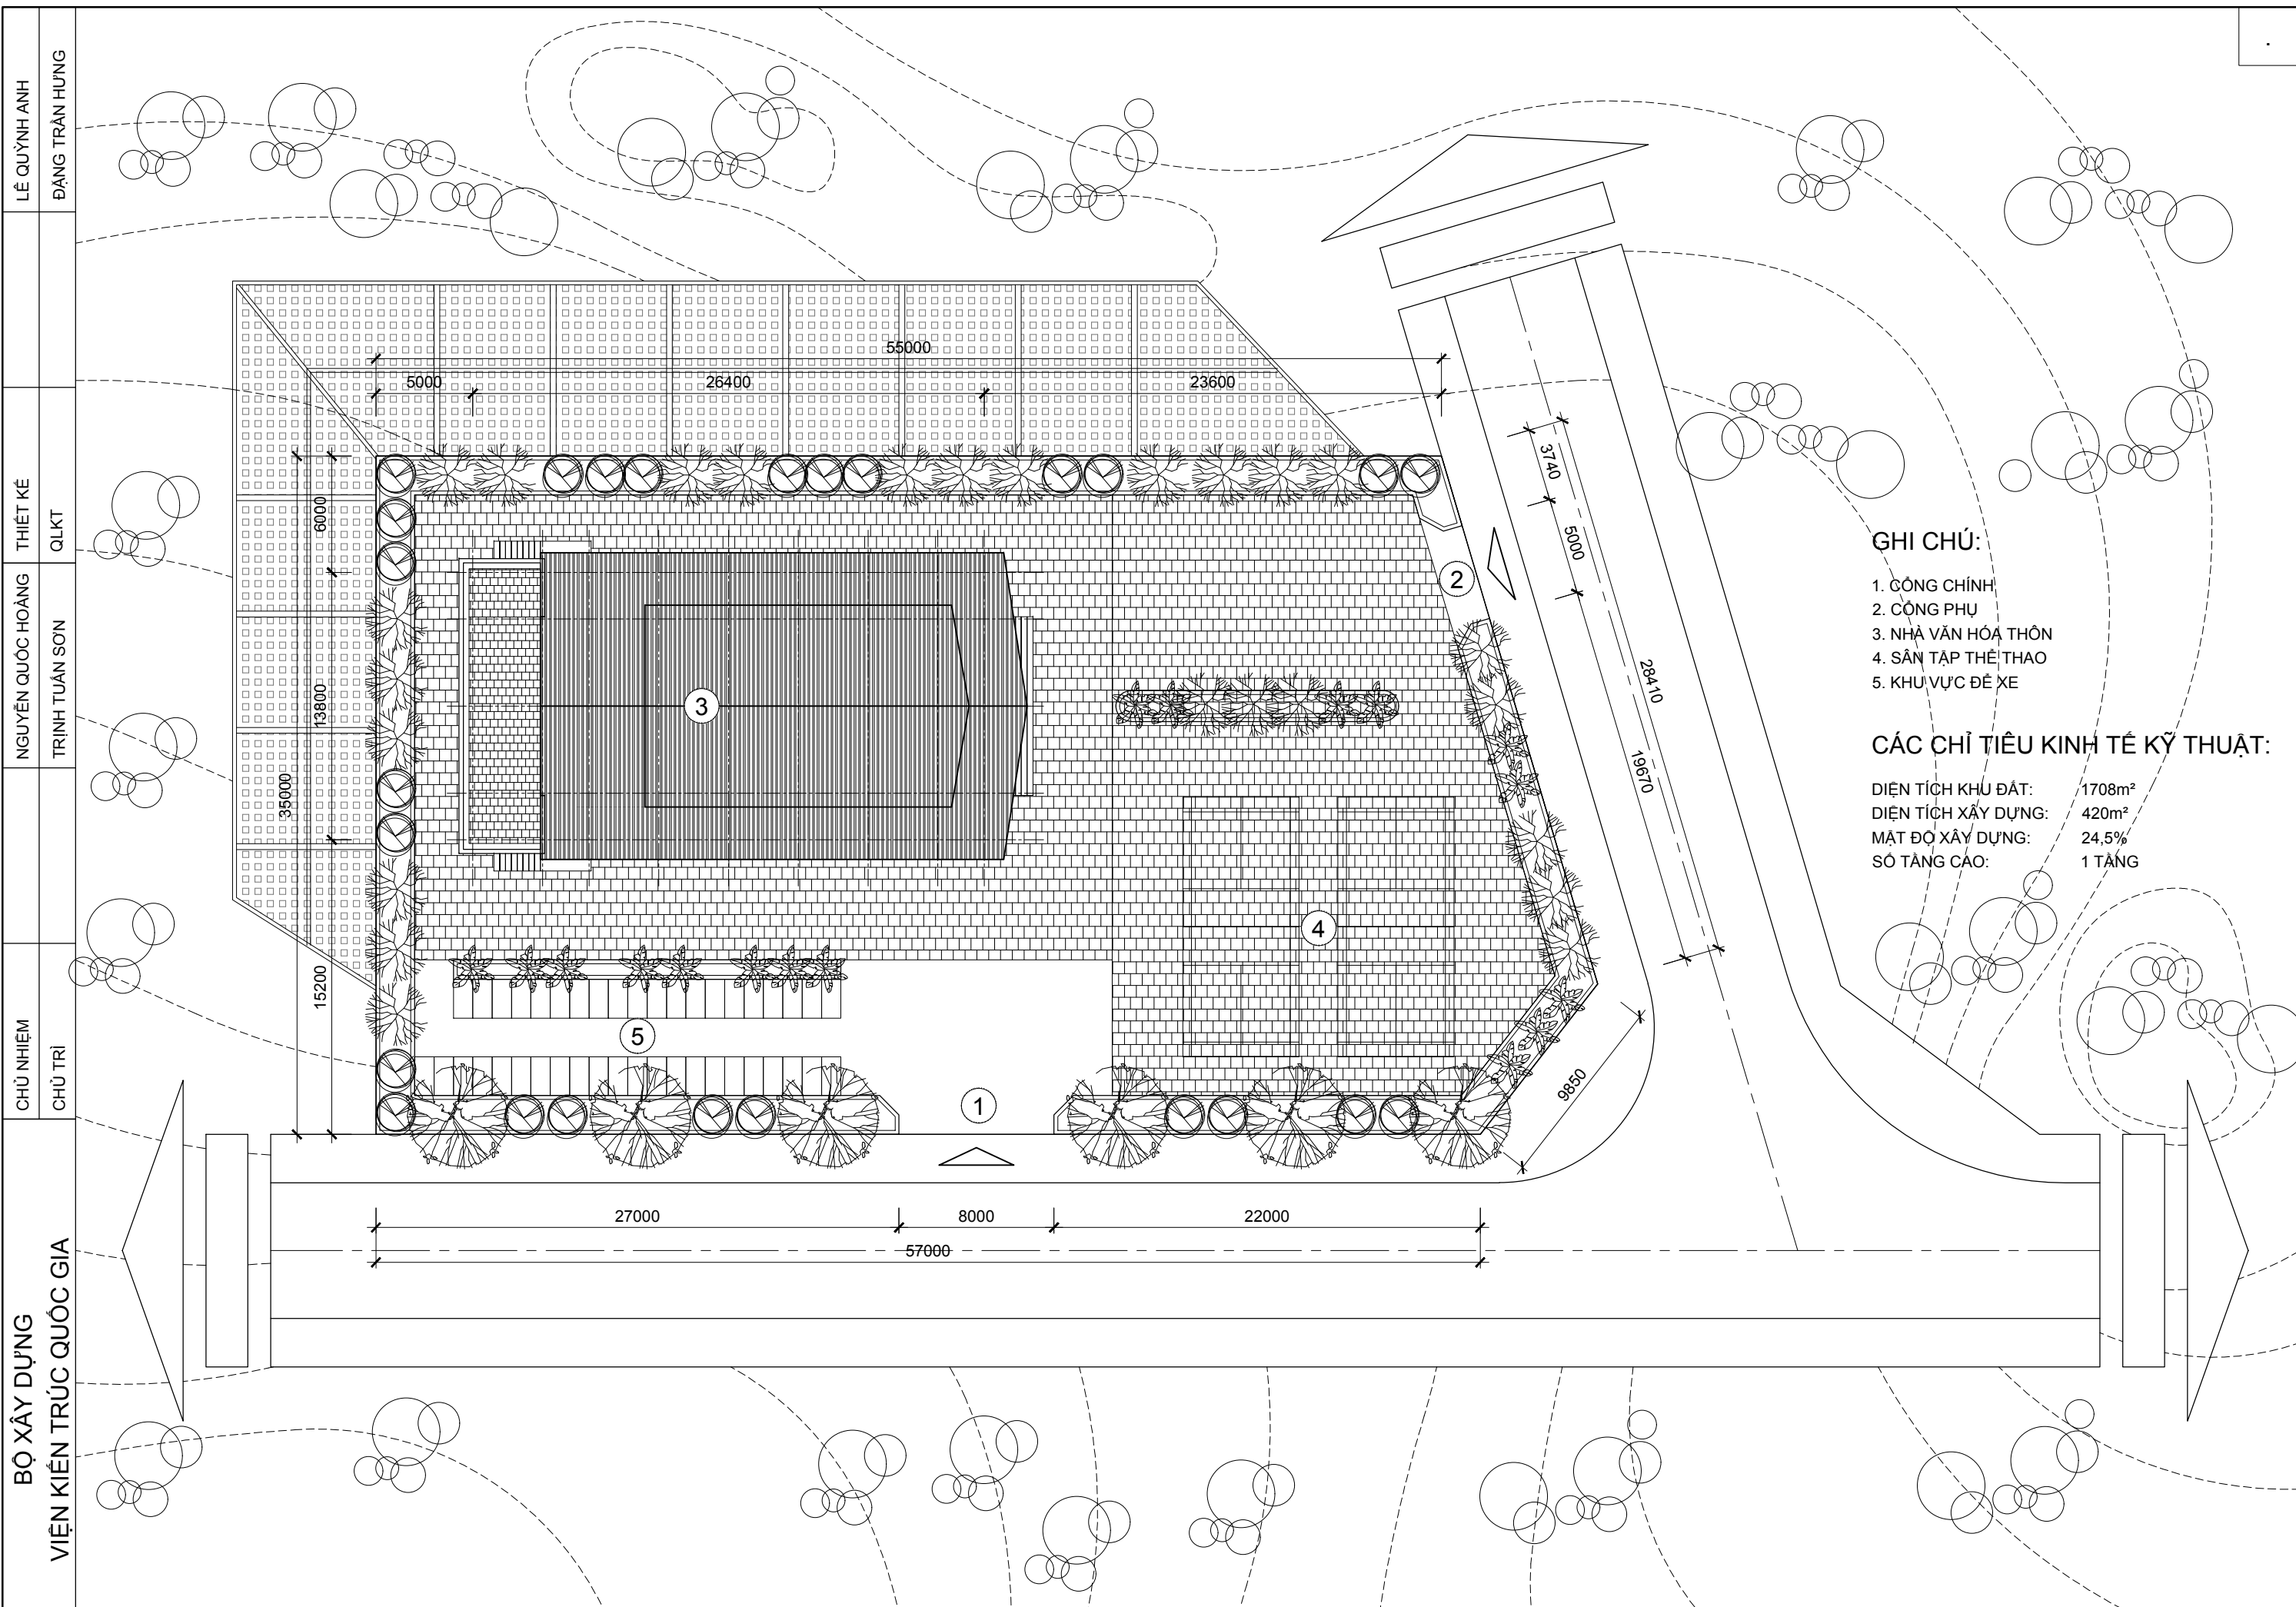 LÊ QUỲNH ANH
ĐẶNG TRẦN HƯNG
THIẾT KẾ
QLKT
NGUYỄN QUỐC HOÀNG
TRỊNH TUẤN SƠN
CHỦ NHIỆM
CHỦ TRÌ
BỘ XÂY DỰNG
VIỆN KIẾN TRÚC QUỐC GIA
55000
5000
26400
23600
6000
13800
35000
15200
3740
5000
28410
19670
9850
3
2
4
5
1
27000
8000
22000
57000
GHI CHÚ:
1. CỔNG CHÍNH
2. CỔNG PHỤ
3. NHÀ VĂN HÓA THÔN
4. SÂN TẬP THỂ THAO
5. KHU VỰC ĐỂ XE
CÁC CHỈ TIÊU KINH TẾ KỸ THUẬT:
DIỆN TÍCH KHU ĐẤT: 1708m²
DIỆN TÍCH XÂY DỰNG: 420m²
MẬT ĐỘ XÂY DỰNG: 24,5%
SỐ TẦNG CAO: 1 TẦNG